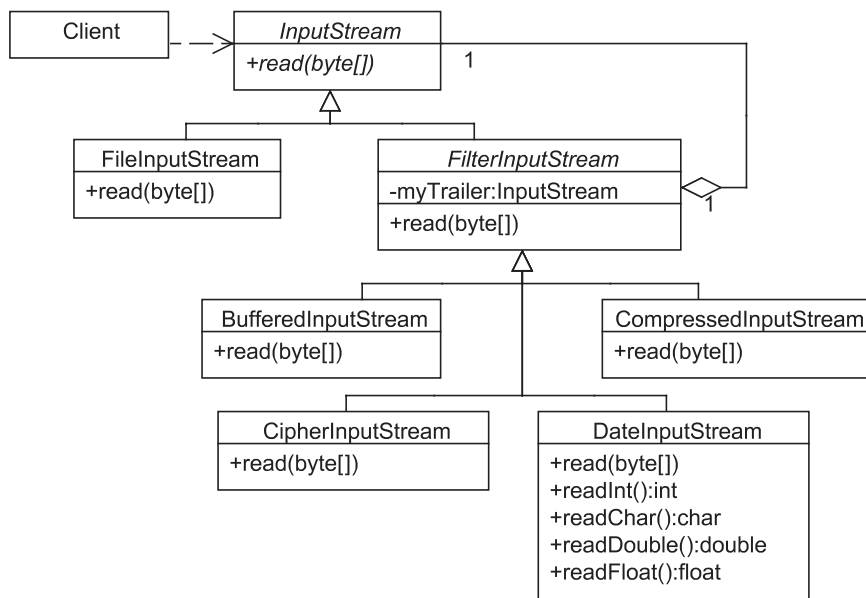 Client
InputStream
+read(byte[])
1
FileInputStream
+read(byte[])
FilterInputStream
-myTrailer:InputStream
+read(byte[])
1
BufferedInputStream
+read(byte[])
CompressedInputStream
+read(byte[])
CipherInputStream
+read(byte[])
DateInputStream
+read(byte[])
+readInt():int
+readChar():char
+readDouble():double
+readFloat():float